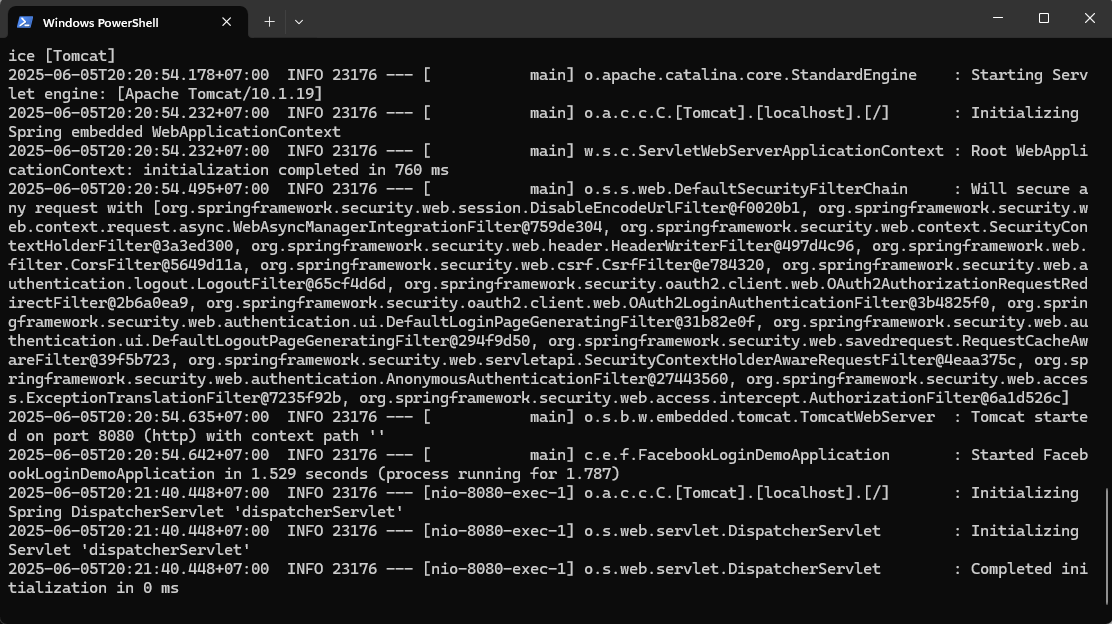 Windows PowerShell
ice [Tomcat]
2025-06-05T20:20:54.178+07:00  INFO 23176 --- [           main] o.apache.catalina.core.StandardEngine    : Starting Serv
let engine: [Apache Tomcat/10.1.19]
2025-06-05T20:20:54.232+07:00  INFO 23176 --- [           main] o.a.c.c.C.[Tomcat].[localhost].[/]       : Initializing
Spring embedded WebApplicationContext
2025-06-05T20:20:54.232+07:00  INFO 23176 --- [           main] w.s.c.ServletWebServerApplicationContext : Root WebAppli
cationContext: initialization completed in 760 ms
2025-06-05T20:20:54.495+07:00  INFO 23176 --- [           main] o.s.s.web.DefaultSecurityFilterChain     : Will secure a
ny request with [org.springframework.security.web.session.DisableEncodeUrlFilter@f0020b1, org.springframework.security.w
eb.context.request.async.WebAsyncManagerIntegrationFilter@759de304, org.springframework.security.web.context.SecurityCon
textHolderFilter@3a3ed300, org.springframework.security.web.header.HeaderWriterFilter@497d4c96, org.springframework.web.
filter.CorsFilter@5649d11a, org.springframework.security.web.csrf.CsrfFilter@e784320, org.springframework.security.web.a
uthentication.logout.LogoutFilter@65cf4d6d, org.springframework.security.oauth2.client.web.OAuth2AuthorizationRequestRed
irectFilter@2b6a0ea9, org.springframework.security.oauth2.client.web.OAuth2LoginAuthenticationFilter@3b4825f0, org.sprin
gframework.security.web.authentication.ui.DefaultLoginPageGeneratingFilter@31b82e0f, org.springframework.security.web.au
thentication.ui.DefaultLogoutPageGeneratingFilter@294f9d50, org.springframework.security.web.savedrequest.RequestCacheAw
areFilter@39f5b723, org.springframework.security.web.servletapi.SecurityContextHolderAwareRequestFilter@4eaa375c, org.sp
ringframework.security.web.authentication.AnonymousAuthenticationFilter@27443560, org.springframework.security.web.acces
s.ExceptionTranslationFilter@7235f92b, org.springframework.security.web.access.intercept.AuthorizationFilter@6a1d526c]
2025-06-05T20:20:54.635+07:00  INFO 23176 --- [           main] o.s.b.w.embedded.tomcat.TomcatWebServer  : Tomcat starte
d on port 8080 (http) with context path ''
2025-06-05T20:20:54.642+07:00  INFO 23176 --- [           main] c.e.f.FacebookLoginDemoApplication       : Started Faceb
ookLoginDemoApplication in 1.529 seconds (process running for 1.787)
2025-06-05T20:21:40.448+07:00  INFO 23176 --- [nio-8080-exec-1] o.a.c.c.C.[Tomcat].[localhost].[/]       : Initializing
Spring DispatcherServlet 'dispatcherServlet'
2025-06-05T20:21:40.448+07:00  INFO 23176 --- [nio-8080-exec-1] o.s.web.servlet.DispatcherServlet        : Initializing
Servlet 'dispatcherServlet'
2025-06-05T20:21:40.448+07:00  INFO 23176 --- [nio-8080-exec-1] o.s.web.servlet.DispatcherServlet        : Completed ini
tialization in 0 ms